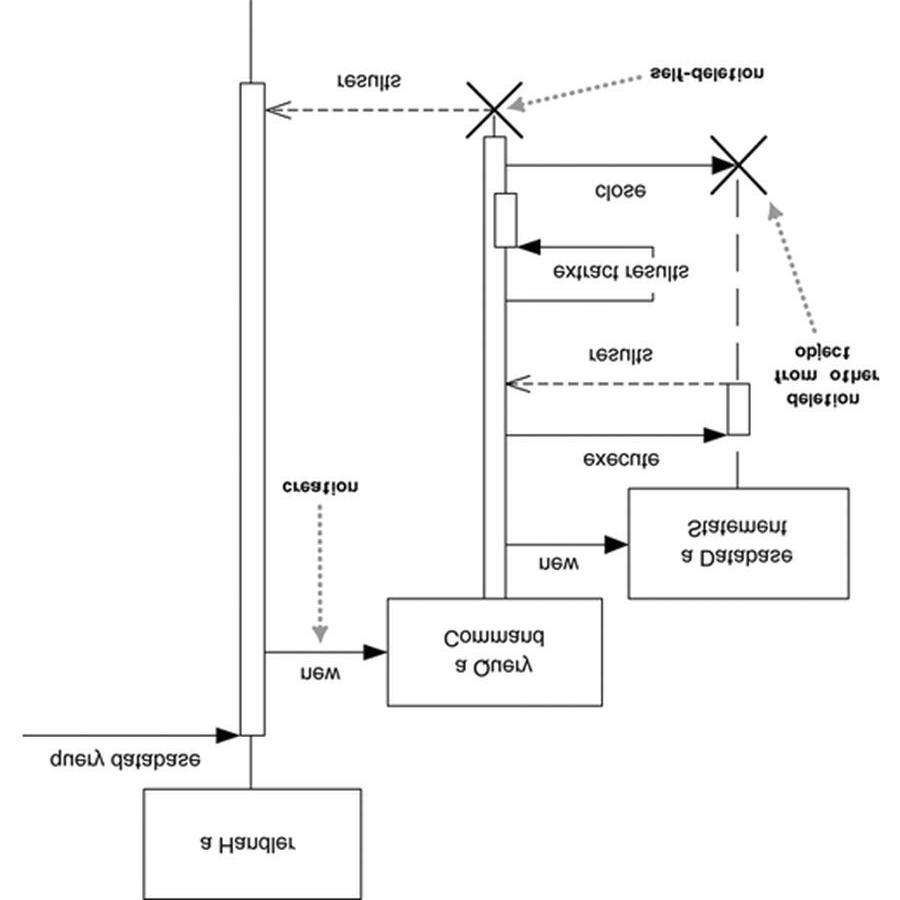 a Handler
query database
new
a Query
Command
creation
new
a Database
Statement
execute
results
deletion
from other
object
extract results
close
results
self-deletion